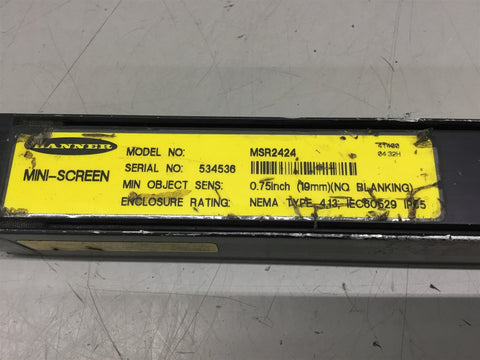 BANNER
MINI-SCREEN
MODEL NO: MSR2424
SERIAL NO: 534536
MIN OBJECT SENS: 0.75inch (19mm)(NO BLANKING)
ENCLOSURE RATING: NEMA TYPE 4,13; IEC60529 IP65
0432H